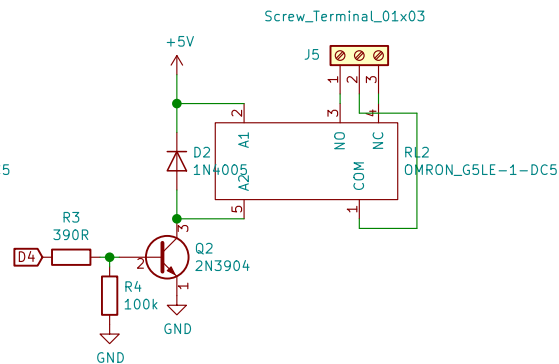 Screw_Terminal_01x03
J5
+5V
1
2
3
2
3
4
A1
NO
NC
D2
1N4005
RL2
OMRON_G5LE-1-DC5
C5
A2
COM
5
1
R3
390R
3
Q2
2N3904
D4
2
R4
100k
1
GND
GND